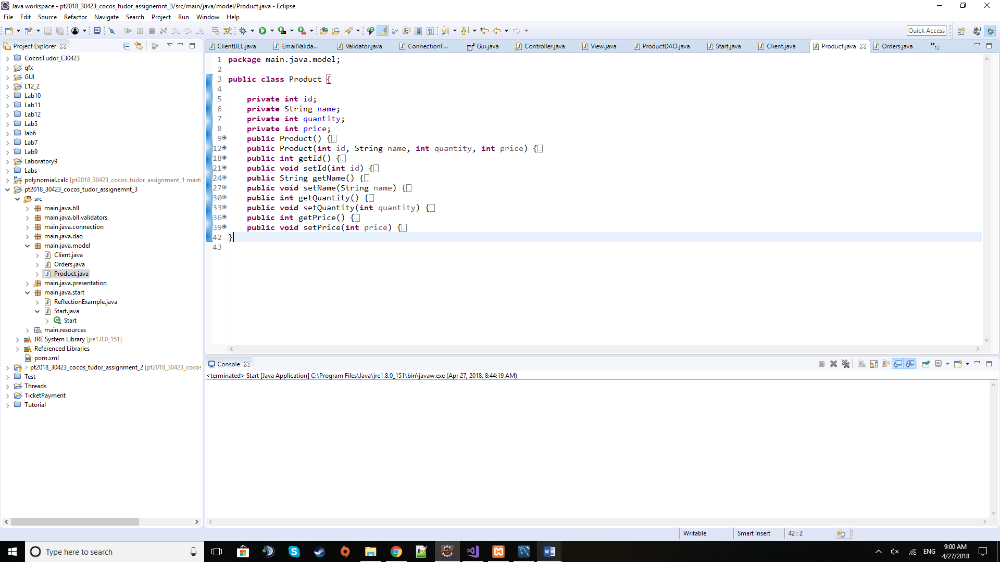 Java workspace - pt2018_30423_cocos_tudor_assignemnt_3/src/main/java/model/Product.java - Eclipse
File Edit Source Refactor Navigate Search Project Run Window Help
Quick Access
Project Explorer
CocosTudor_E30423
gfx
GUI
L12_2
Lab10
Lab11
Lab12
Lab5
lab6
Lab7
Lab9
Laboratory9
Labs
polynomial.calc [pt2018_30423_cocos_tudor_assignment_1 maste
pt2018_30423_cocos_tudor_assignemnt_3
src
main.java.bll
main.java.bll.validators
main.java.connection
main.java.dao
main.java.model
Client.java
Orders.java
Product.java
main.java.presentation
main.java.start
ReflectionExample.java
Start.java
Start
main.resources
JRE System Library [jre1.8.0_151]
Referenced Libraries
pom.xml
> pt2018_30423_cocos_tudor_assignment_2 [pt2018_30423_cocos
Test
Threads
TicketPayment
Tutorial
ClientBLL.java EmailValida... Validator.java ConnectionF... Gui.java Controller.java View.java ProductDAO.java Start.java Client.java Product.java Orders.java »12
1 package main.java.model;
2
3 public class Product {
4
5 private int id;
6 private String name;
7 private int quantity;
8 private int price;
9 public Product() {
12 public Product(int id, String name, int quantity, int price) {
18 public int getId() {
21 public void setId(int id) {
24 public String getName() {
27 public void setName(String name) {
30 public int getQuantity() {
33 public void setQuantity(int quantity) {
36 public int getPrice() {
39 public void setPrice(int price) {
42 }
43
Console
<terminated> Start [Java Application] C:\Program Files\Java\jre1.8.0_151\bin\javaw.exe (Apr 27, 2018, 8:44:19 AM)
Writable Smart Insert 42 : 2
Type here to search
ENG
9:00 AM
4/27/2018